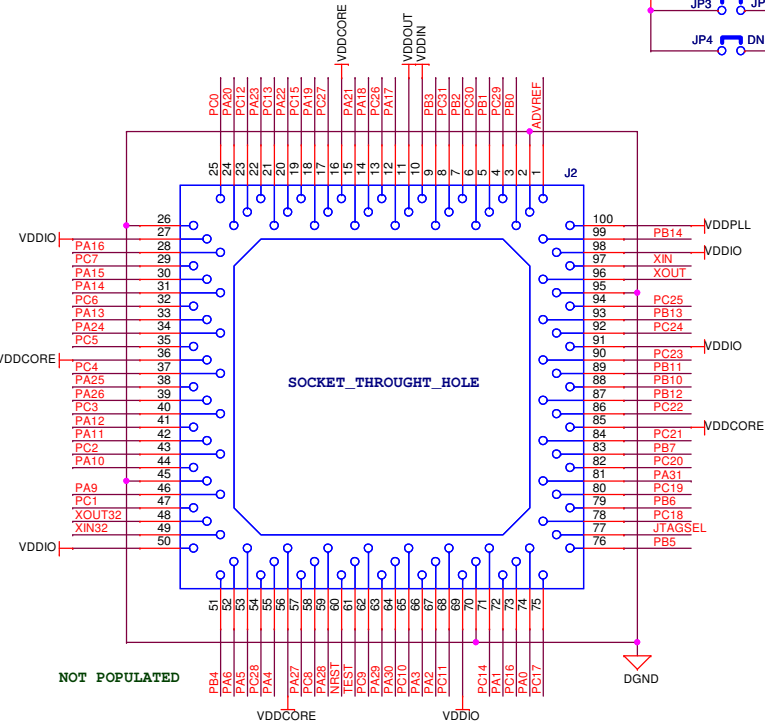 JP3 JP
JP4 DN
VDDCORE
VDDOUT
VDDIN
PC0
PA20
PC12
PA23
PC13
PA22
PC15
PA19
PC27
PA21
PA18
PC26
PA17
PB3
PC31
PB2
PC30
PB1
PC29
PB0
ADVREF
25 24 23 22 21 20 19 18 17 16 15 14 13 12 11 10 9 8 7 6 5 4 3 2 1
J2
26
VDDIO 27
PA16 28
PC7 29
PA15 30
PA14 31
PC6 32
PA13 33
PA24 34
PC5 35
VDDCORE 36
PC4 37
PA25 38
PA26 39
PC3 40
PA12 41
PA11 42
PC2 43
PA10 44
45
PA9 46
PC1 47
XOUT32 48
XIN32 49
VDDIO 50
SOCKET_THROUGHT_HOLE
100 VDDPLL
99 PB14
98 VDDIO
97 XIN
96 XOUT
95
94 PC25
93 PB13
92 PC24
91 VDDIO
90 PC23
89 PB11
88 PB10
87 PB12
86 PC22
85 VDDCORE
84 PC21
83 PB7
82 PC20
81 PA31
80 PC19
79 PB6
78 PC18
77 JTAGSEL
76 PB5
51 52 53 54 55 56 57 58 59 60 61 62 63 64 65 66 67 68 69 70 71 72 73 74 75
PB4
PA6
PA5
PC28
PA4
PA27
PC8
PA28
NRST
TEST
PC9
PA29
PA30
PC10
PA3
PA2
PC11
PC14
PA1
PC16
PA0
PC17
NOT POPULATED
VDDCORE
VDDIO
DGND